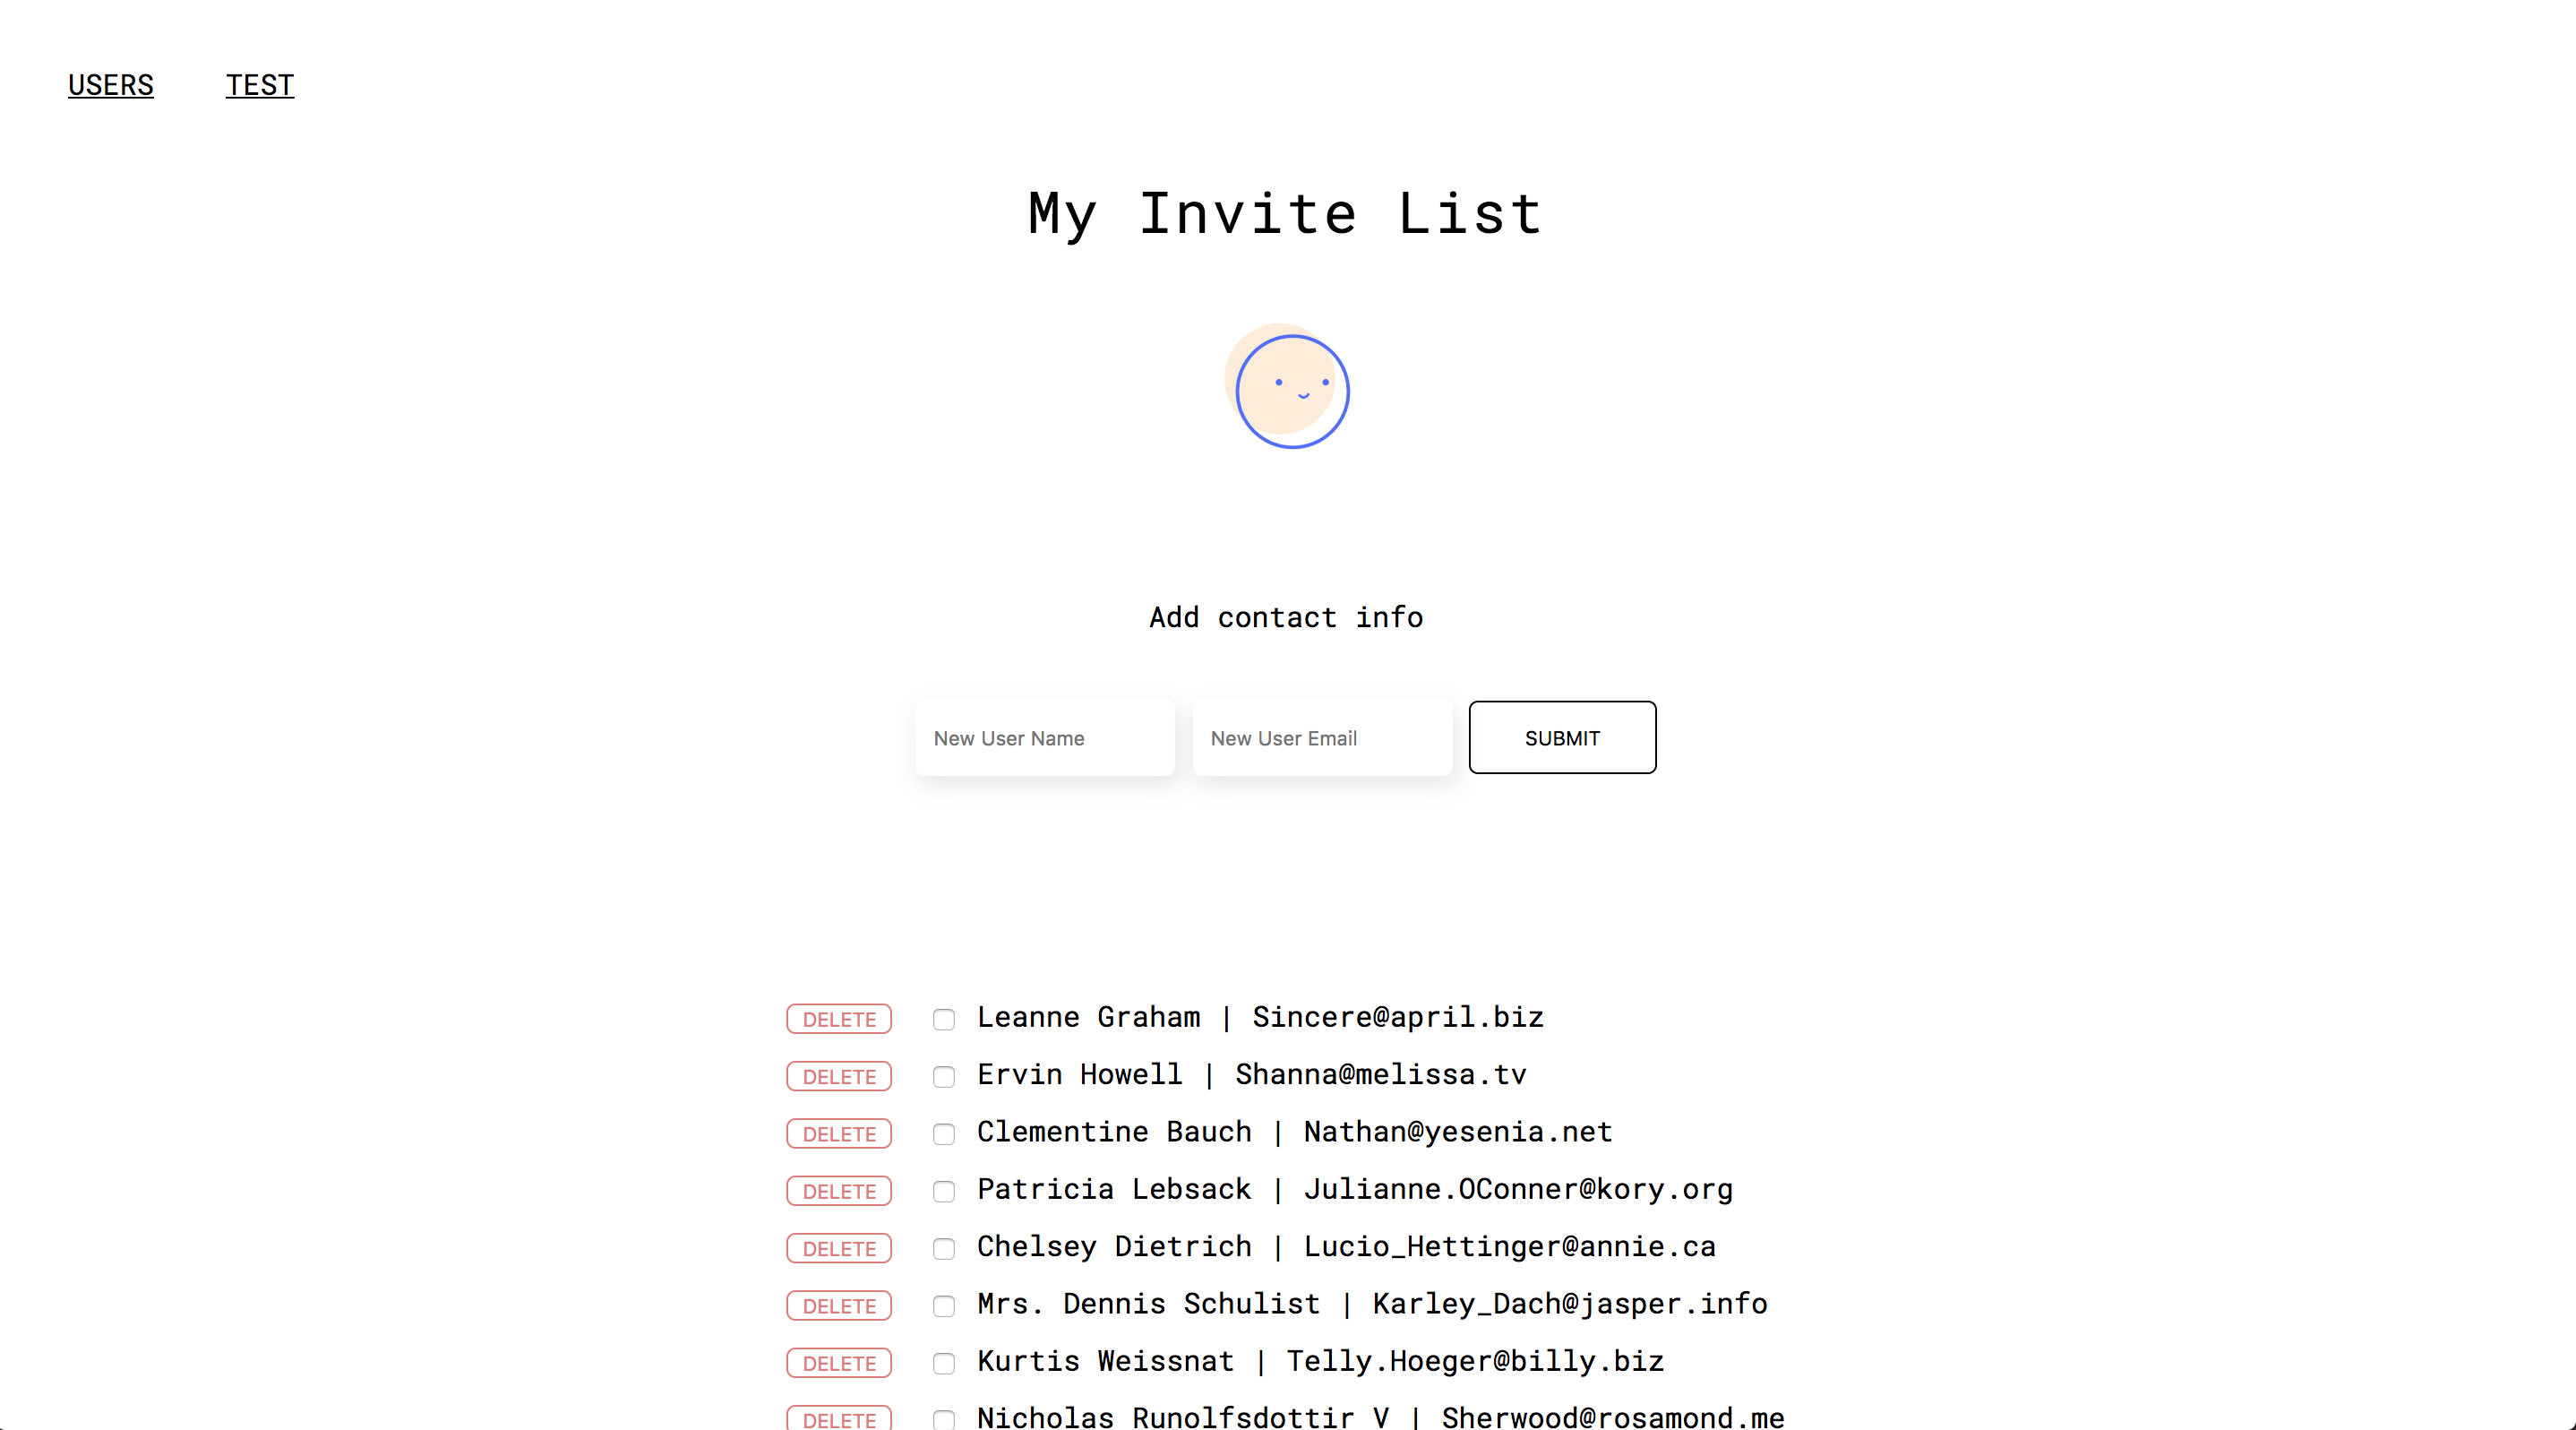 USERS TEST
My Invite List
Add contact info
New User Name New User Email SUBMIT
DELETE Leanne Graham | Sincere@april.biz
DELETE Ervin Howell | Shanna@melissa.tv
DELETE Clementine Bauch | Nathan@yesenia.net
DELETE Patricia Lebsack | Julianne.OConner@kory.org
DELETE Chelsey Dietrich | Lucio_Hettinger@annie.ca
DELETE Mrs. Dennis Schulist | Karley_Dach@jasper.info
DELETE Kurtis Weissnat | Telly.Hoeger@billy.biz
DELETE Nicholas Runolfsdottir V | Sherwood@rosamond.me